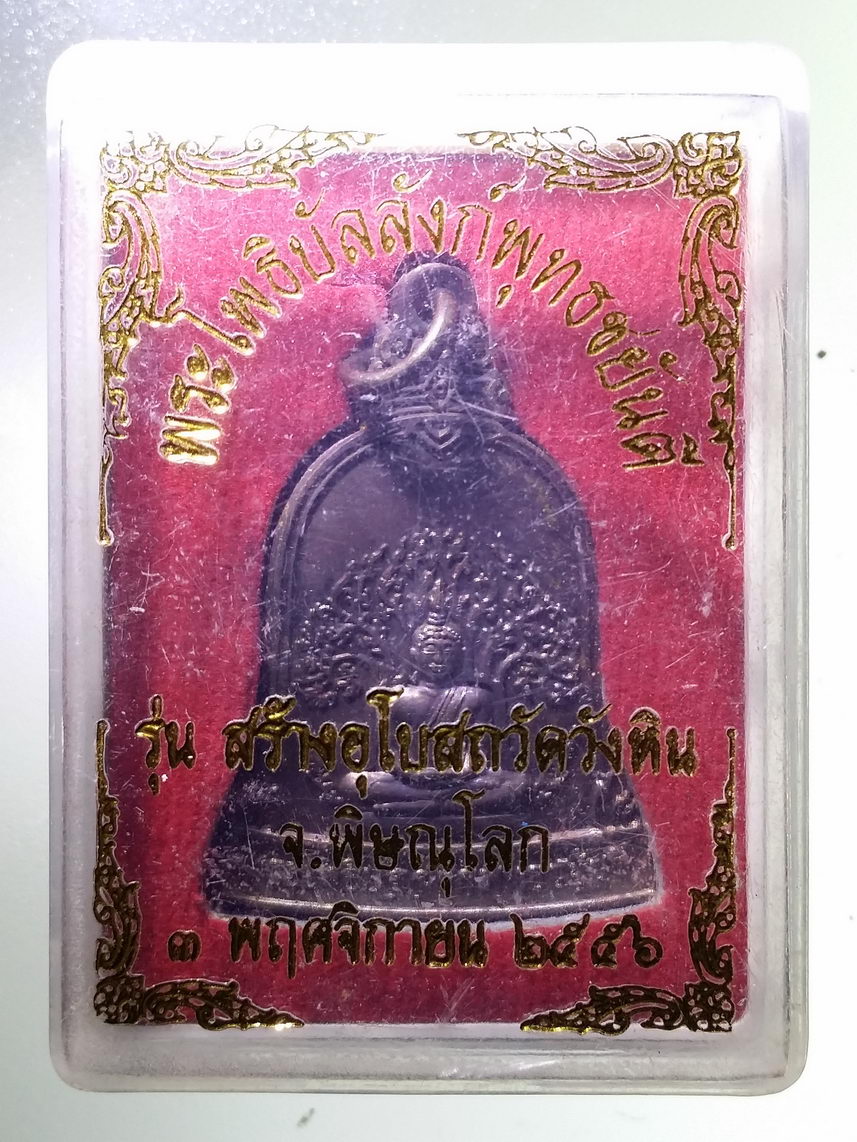 พระโพธิบัลลังก์พุทธชยันตี
รุ่น สร้างอุโบสถวัดวังหิน
จ.พิษณุโลก
๓ พฤศจิกายน ๒๕๕๖